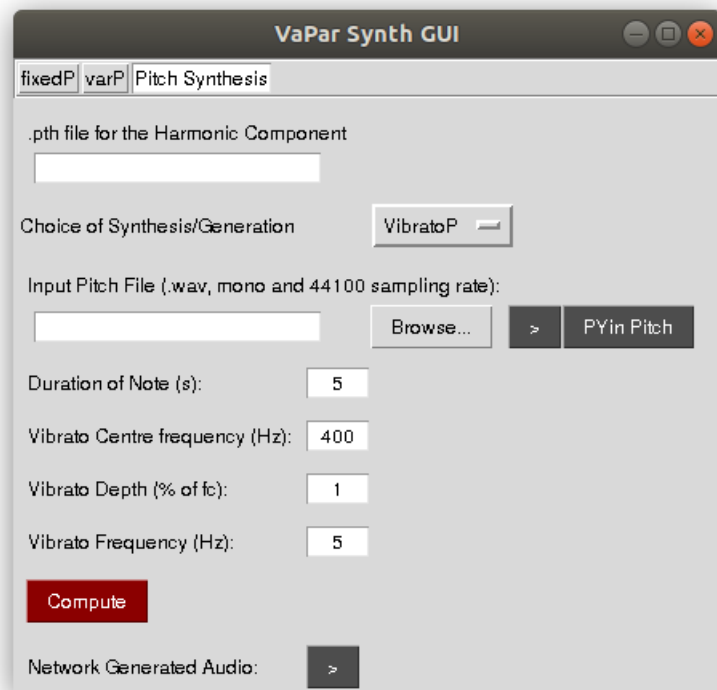 VaPar Synth GUI
fixedP varP Pitch Synthesis
.pth file for the Harmonic Component
Choice of Synthesis/Generation VibratoP
Input Pitch File (.wav, mono and 44100 sampling rate):
Browse... > PYin Pitch
Duration of Note (s): 5
Vibrato Centre frequency (Hz): 400
Vibrato Depth (% of fc): 1
Vibrato Frequency (Hz): 5
Compute
Network Generated Audio: >